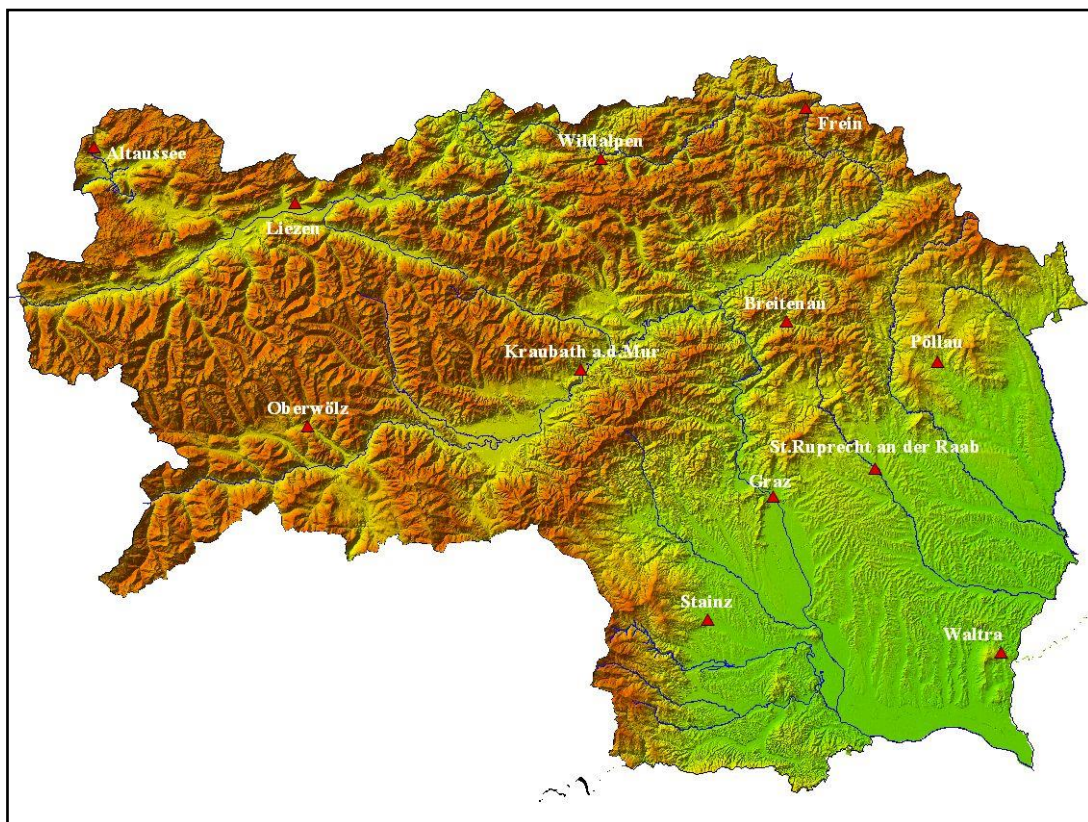 Frein
Wildalpen
Altaussee
Liezen
Breitenau
Kraubath a.d.Mur
Pöllau
Oberwölz
St.Ruprecht an der Raab
Graz
Stainz
Waltra